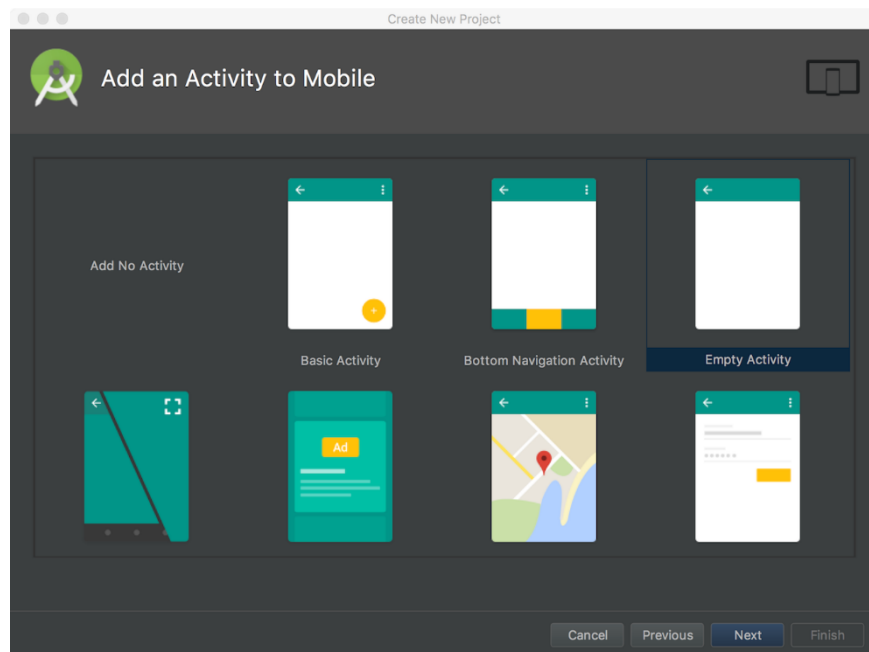 Create New Project
Add an Activity to Mobile
Add No Activity
Basic Activity
Bottom Navigation Activity
Empty Activity
Ad
Cancel
Previous
Next
Finish